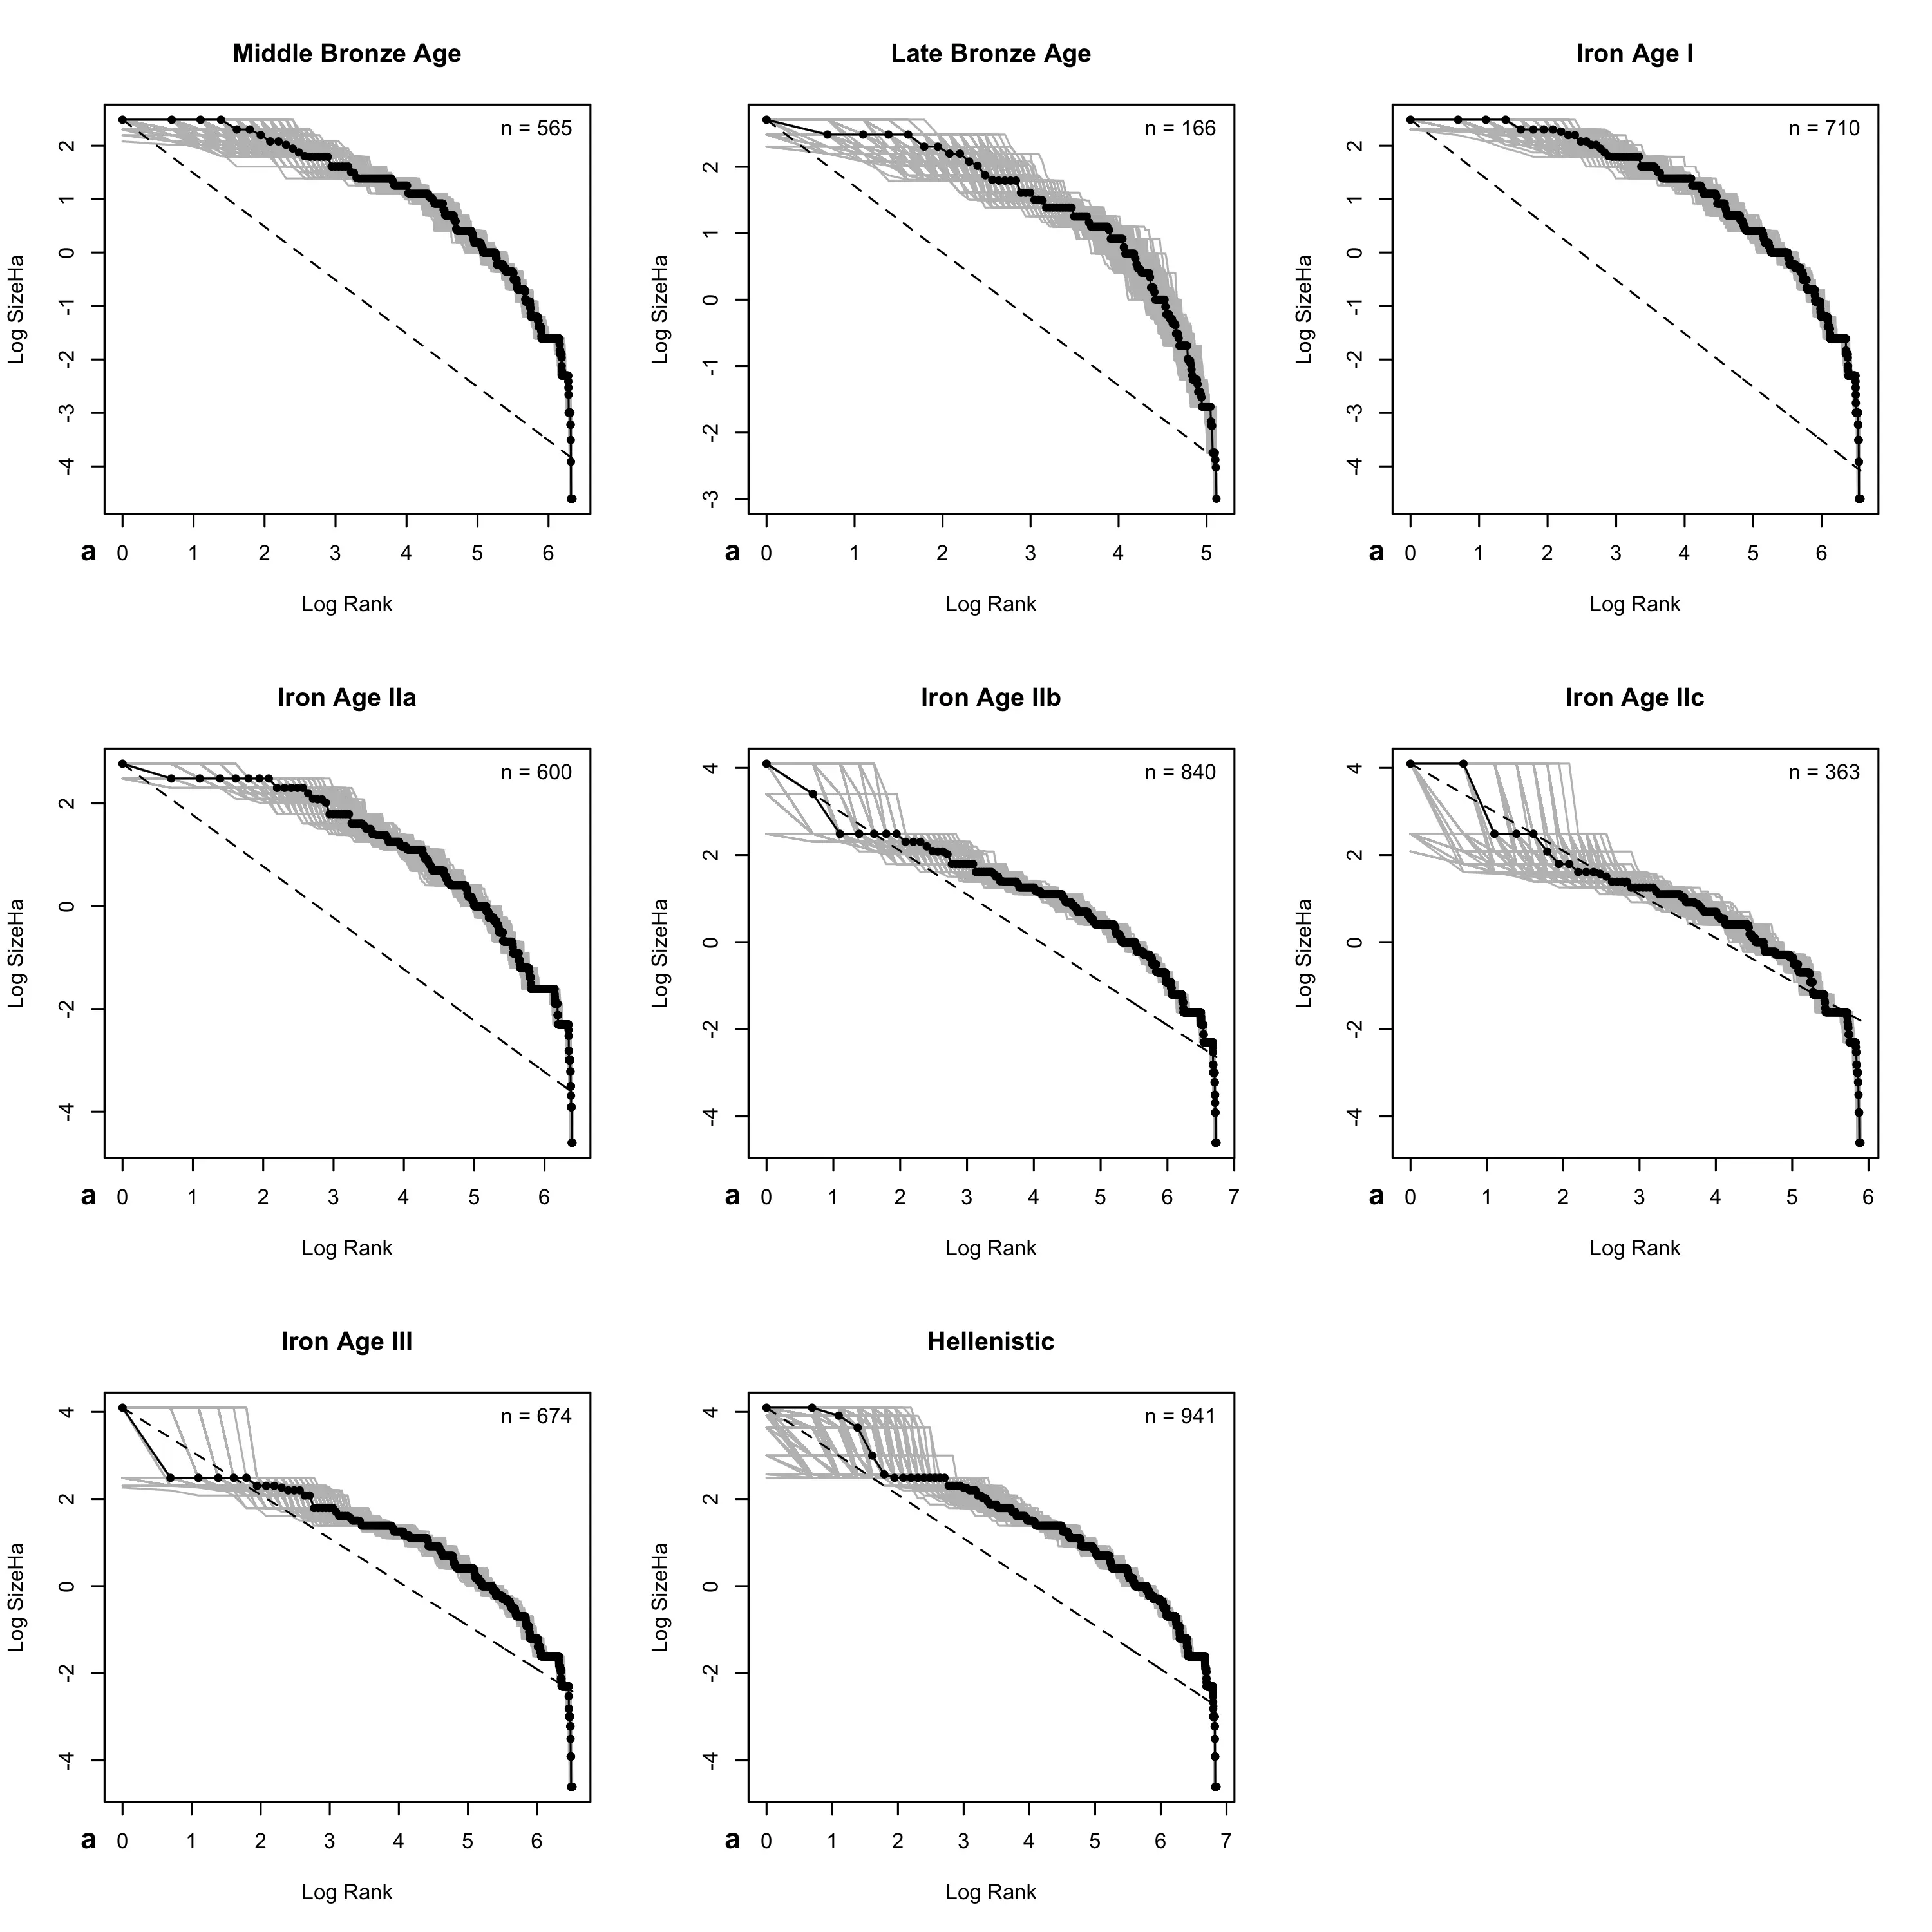 Middle Bronze Age
n = 565
Log SizeHa
2
1
0
-1
-2
-3
-4
a 0 1 2 3 4 5 6
Log Rank
Late Bronze Age
n = 166
Log SizeHa
2
1
0
-1
-2
-3
a 0 1 2 3 4 5
Log Rank
Iron Age I
n = 710
Log SizeHa
2
1
0
-1
-2
-3
-4
a 0 1 2 3 4 5 6
Log Rank
Iron Age IIa
n = 600
Log SizeHa
2
0
-2
-4
a 0 1 2 3 4 5 6
Log Rank
Iron Age IIb
n = 840
Log SizeHa
4
2
0
-2
-4
a 0 1 2 3 4 5 6 7
Log Rank
Iron Age IIc
n = 363
Log SizeHa
4
2
0
-2
-4
a 0 1 2 3 4 5 6
Log Rank
Iron Age III
n = 674
Log SizeHa
4
2
0
-2
-4
a 0 1 2 3 4 5 6
Log Rank
Hellenistic
n = 941
Log SizeHa
4
2
0
-2
-4
a 0 1 2 3 4 5 6 7
Log Rank